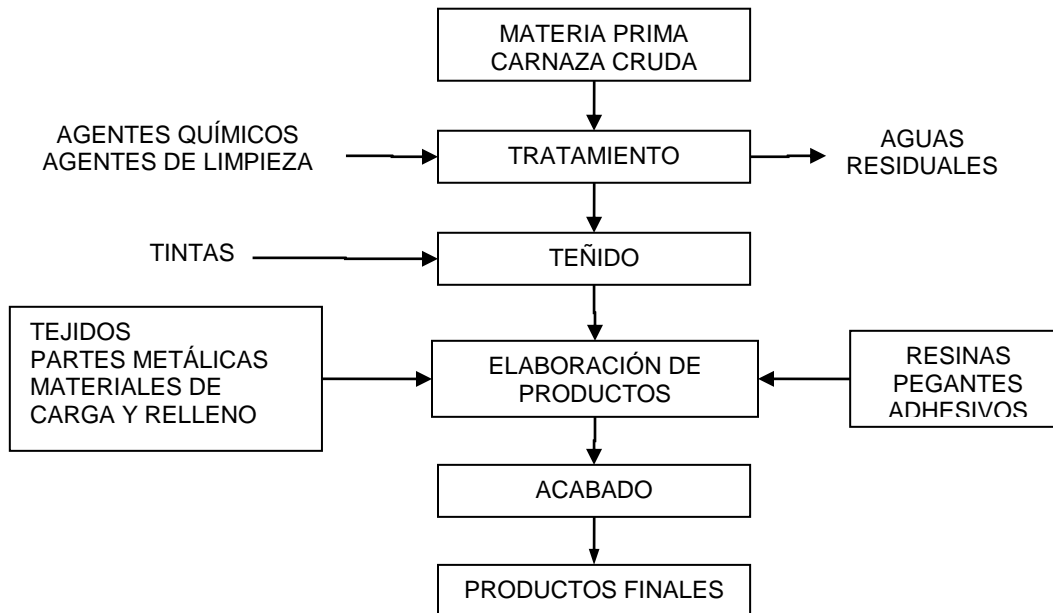 MATERIA PRIMA
CARNAZA CRUDA
AGENTES QUÍMICOS
AGENTES DE LIMPIEZA
TRATAMIENTO
AGUAS
RESIDUALES
TINTAS
TEÑIDO
TEJIDOS
PARTES METÁLICAS
MATERIALES DE
CARGA Y RELLENO
ELABORACIÓN DE
PRODUCTOS
RESINAS
PEGANTES
ADHESIVOS
ACABADO
PRODUCTOS FINALES